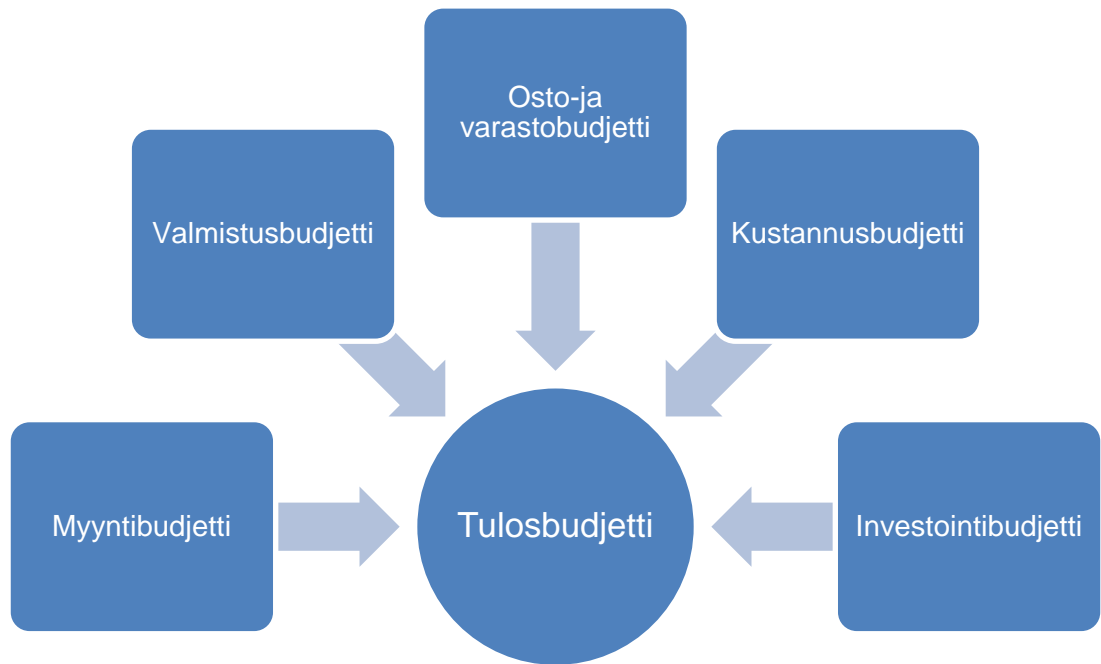 Osto-ja
varastobudjetti
Valmistusbudjetti
Kustannusbudjetti
Myyntibudjetti
Tulosbudjetti
Investointibudjetti